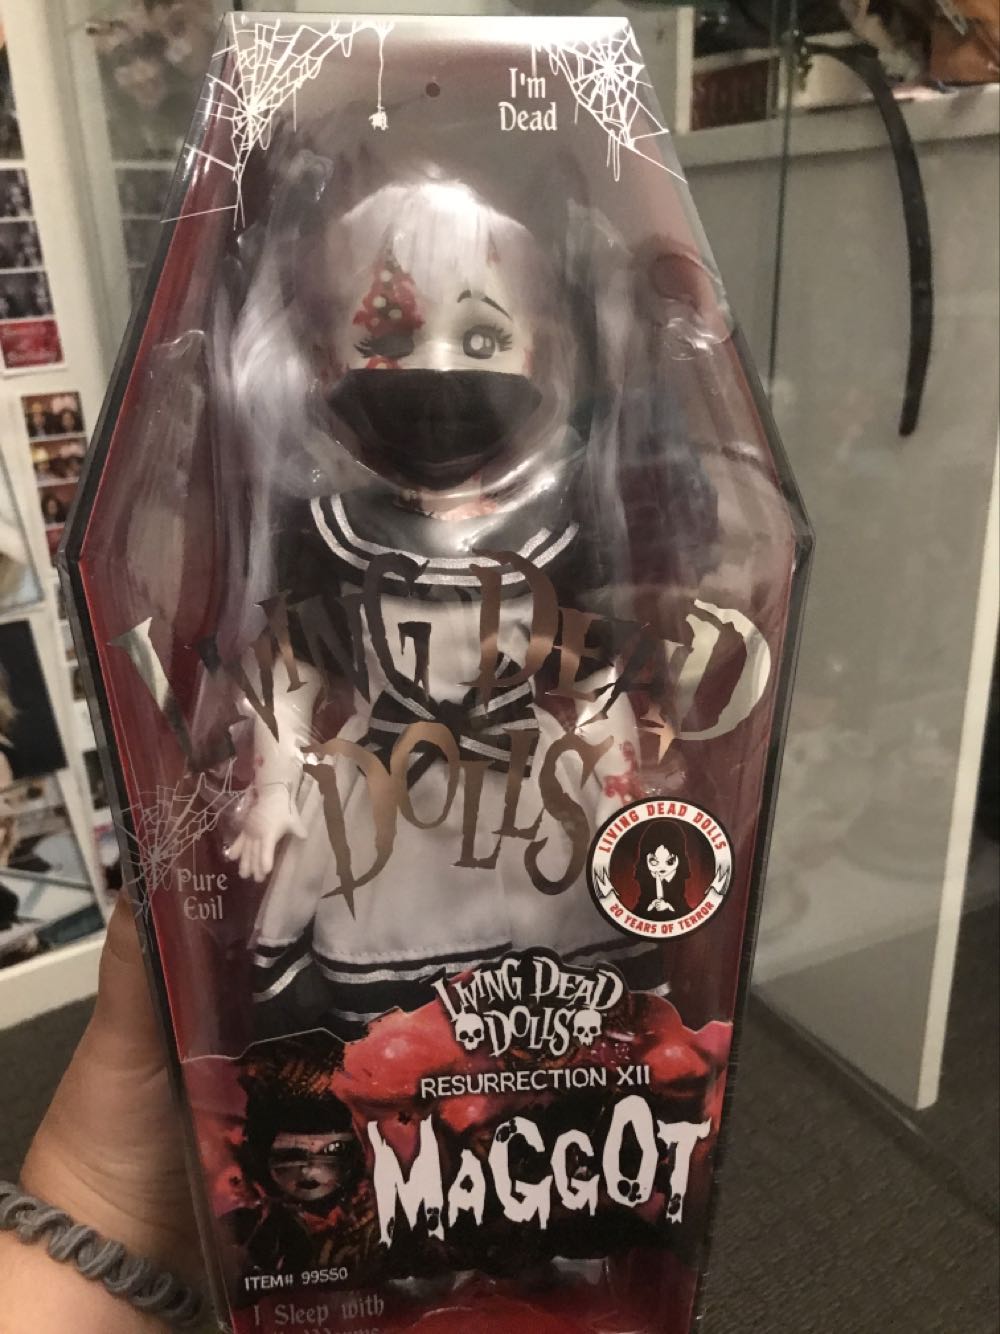 I'm
Dead
LIVING DEAD
DOLLS
Pure
Evil
LIVING DEAD DOLLS
20 YEARS OF TERROR
LIVING DEAD
DOLLS
RESURRECTION XII
MAGGOT
ITEM# 99550
I Sleep with